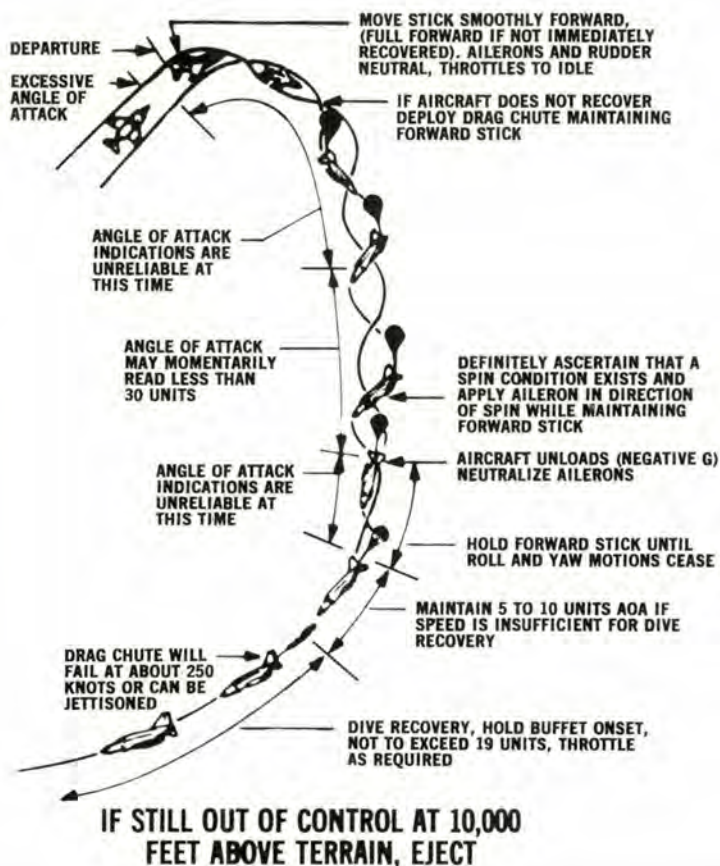 DEPARTURE
EXCESSIVE
ANGLE OF
ATTACK
MOVE STICK SMOOTHLY FORWARD,
(FULL FORWARD IF NOT IMMEDIATELY
RECOVERED). AILERONS AND RUDDER
NEUTRAL, THROTTLES TO IDLE
IF AIRCRAFT DOES NOT RECOVER
DEPLOY DRAG CHUTE MAINTAINING
FORWARD STICK
ANGLE OF ATTACK
INDICATIONS ARE
UNRELIABLE AT
THIS TIME
ANGLE OF ATTACK
MAY MOMENTARILY
READ LESS THAN
30 UNITS
DEFINITELY ASCERTAIN THAT A
SPIN CONDITION EXISTS AND
APPLY AILERON IN DIRECTION
OF SPIN WHILE MAINTAINING
FORWARD STICK
AIRCRAFT UNLOADS (NEGATIVE G)
NEUTRALIZE AILERONS
ANGLE OF ATTACK
INDICATIONS ARE
UNRELIABLE AT
THIS TIME
HOLD FORWARD STICK UNTIL
ROLL AND YAW MOTIONS CEASE
MAINTAIN 5 TO 10 UNITS AOA IF
SPEED IS INSUFFICIENT FOR DIVE
RECOVERY
DRAG CHUTE WILL
FAIL AT ABOUT 250
KNOTS OR CAN BE
JETTISONED
DIVE RECOVERY, HOLD BUFFET ONSET,
NOT TO EXCEED 19 UNITS, THROTTLE
AS REQUIRED
IF STILL OUT OF CONTROL AT 10,000
FEET ABOVE TERRAIN, EJECT